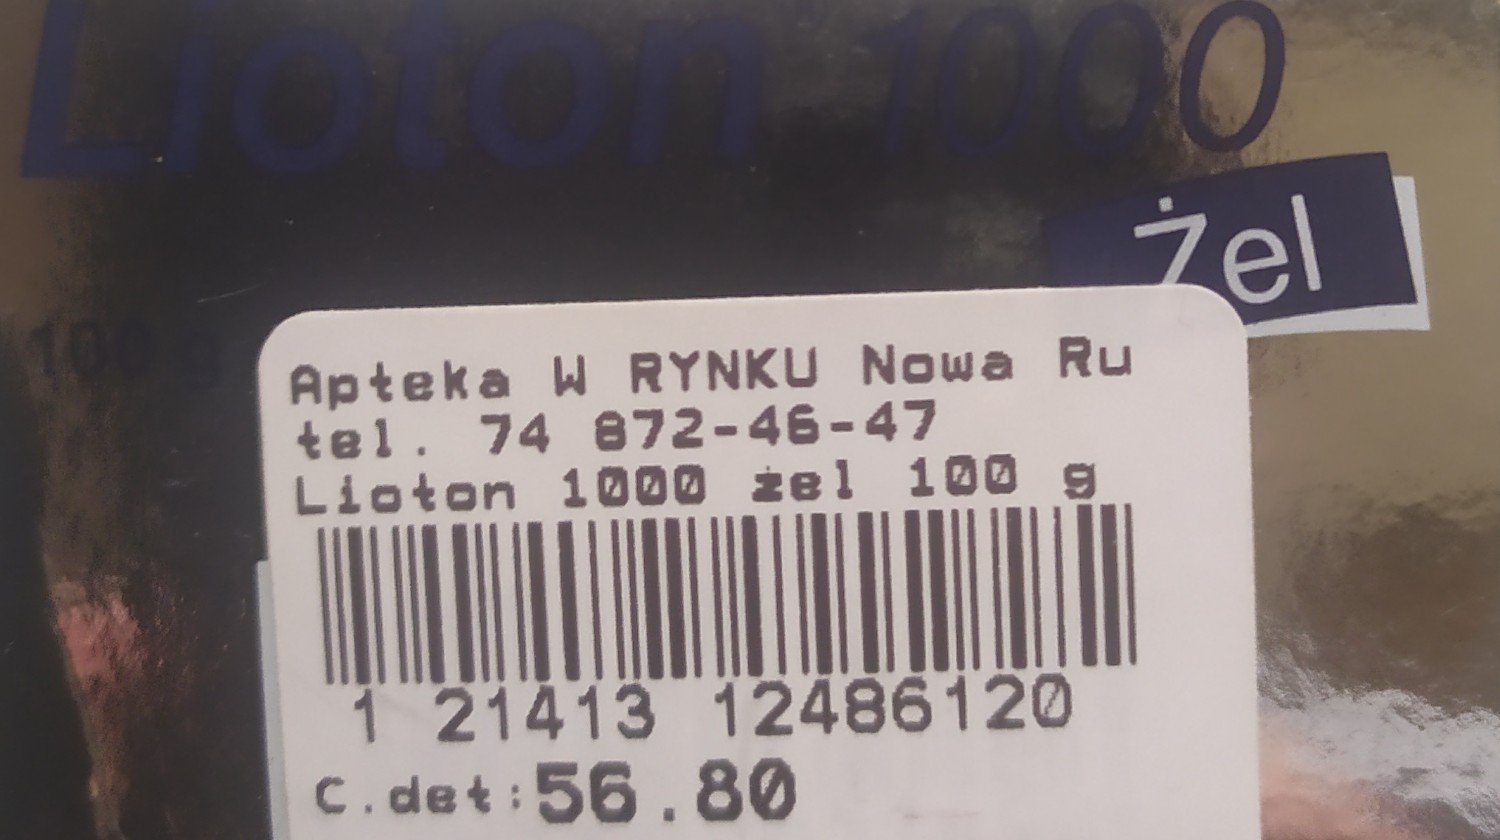 Lioton 1000
Żel
100 g
Apteka W RYNKU Nowa Ru
tel. 74 872-46-47
Lioton 1000 żel 100 g
1 21413 12486120
C.det:56.80